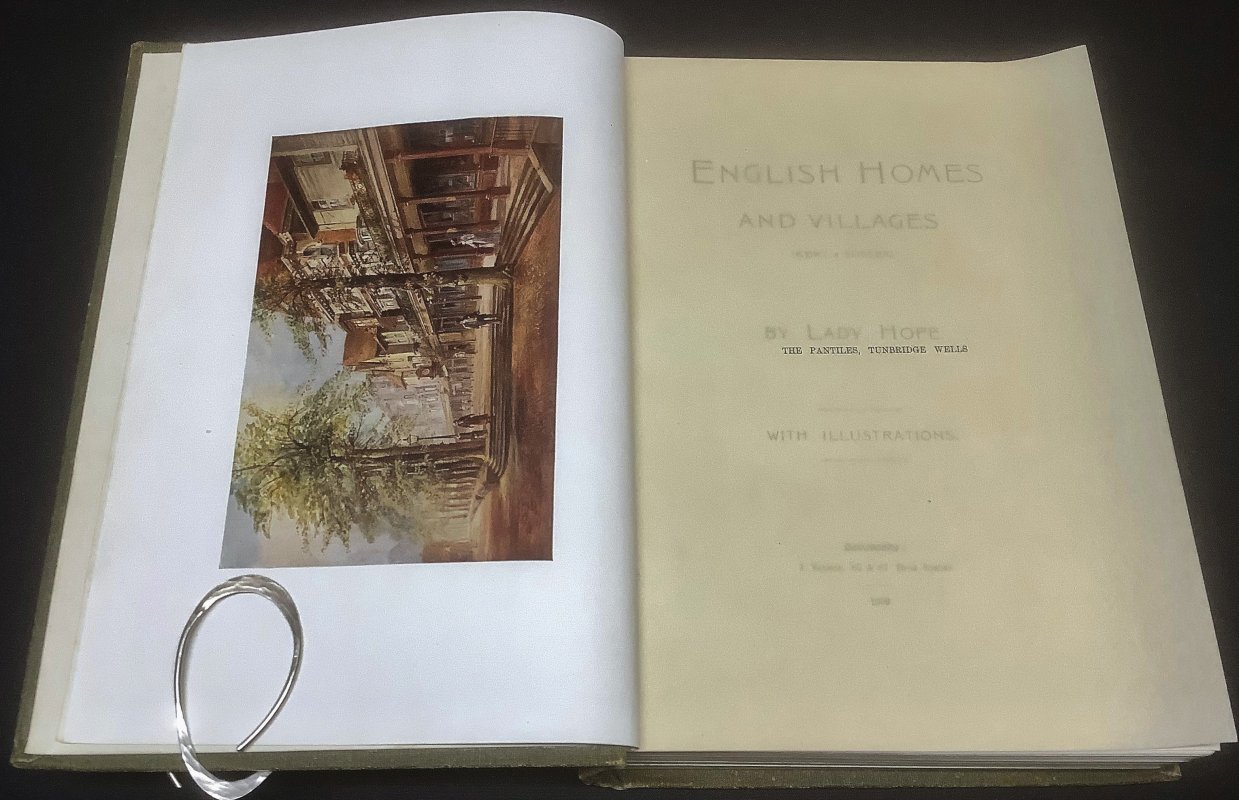 ENGLISH HOMES
AND VILLAGES
BY LADY HOPE
THE PANTILES, TUNBRIDGE WELLS
WITH ILLUSTRATIONS.